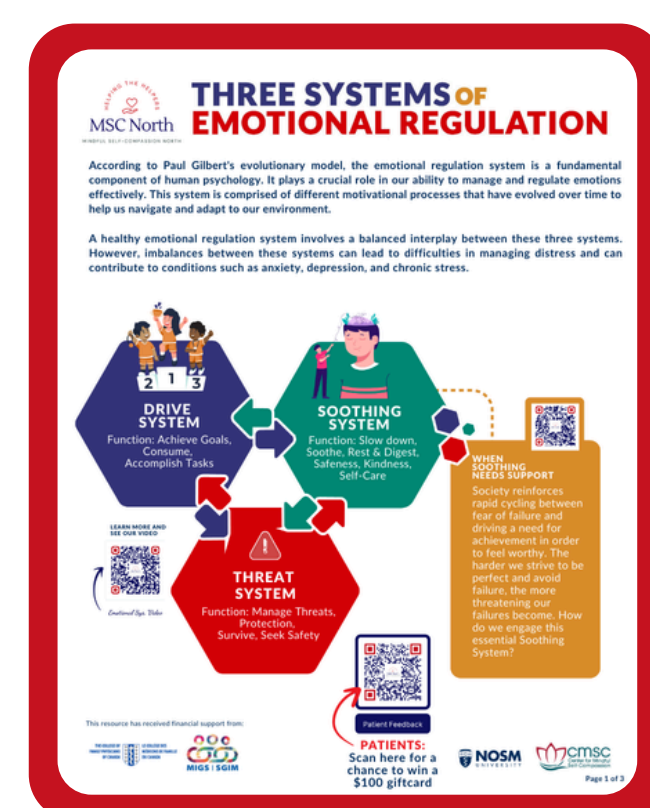 HELPING THE HELPERS
MSC North
MINDFUL SELF-COMPASSION NORTH
THREE SYSTEMS OF
EMOTIONAL REGULATION
According to Paul Gilbert's evolutionary model, the emotional regulation system is a fundamental
component of human psychology. It plays a crucial role in our ability to manage and regulate emotions
effectively. This system is comprised of different motivational processes that have evolved over time to
help us navigate and adapt to our environment.
A healthy emotional regulation system involves a balanced interplay between these three systems.
However, imbalances between these systems can lead to difficulties in managing distress and can
contribute to conditions such as anxiety, depression, and chronic stress.
2 1 3
DRIVE
SYSTEM
Function: Achieve Goals,
Consume,
Accomplish Tasks
SOOTHING
SYSTEM
Function: Slow down,
Soothe, Rest & Digest,
Safeness, Kindness,
Self-Care
WHEN
SOOTHING
NEEDS SUPPORT
Society reinforces
rapid cycling between
fear of failure and
driving a need for
achievement in order
to feel worthy. The
harder we strive to be
perfect and avoid
failure, the more
threatening our
failures become. How
do we engage this
essential Soothing
System?
LEARN MORE AND
SEE OUR VIDEO
Emotional Sys. Video
THREAT
SYSTEM
Function: Manage Threats,
Protection,
Survive, Seek Safety
Patient Feedback
PATIENTS:
Scan here for a
chance to win a
$100 giftcard
This resource has received financial support from:
MIGS | SGIM
NOSM
UNIVERSITY
cmsc
Center for Mindful
Self-Compassion
Page 1 of 3